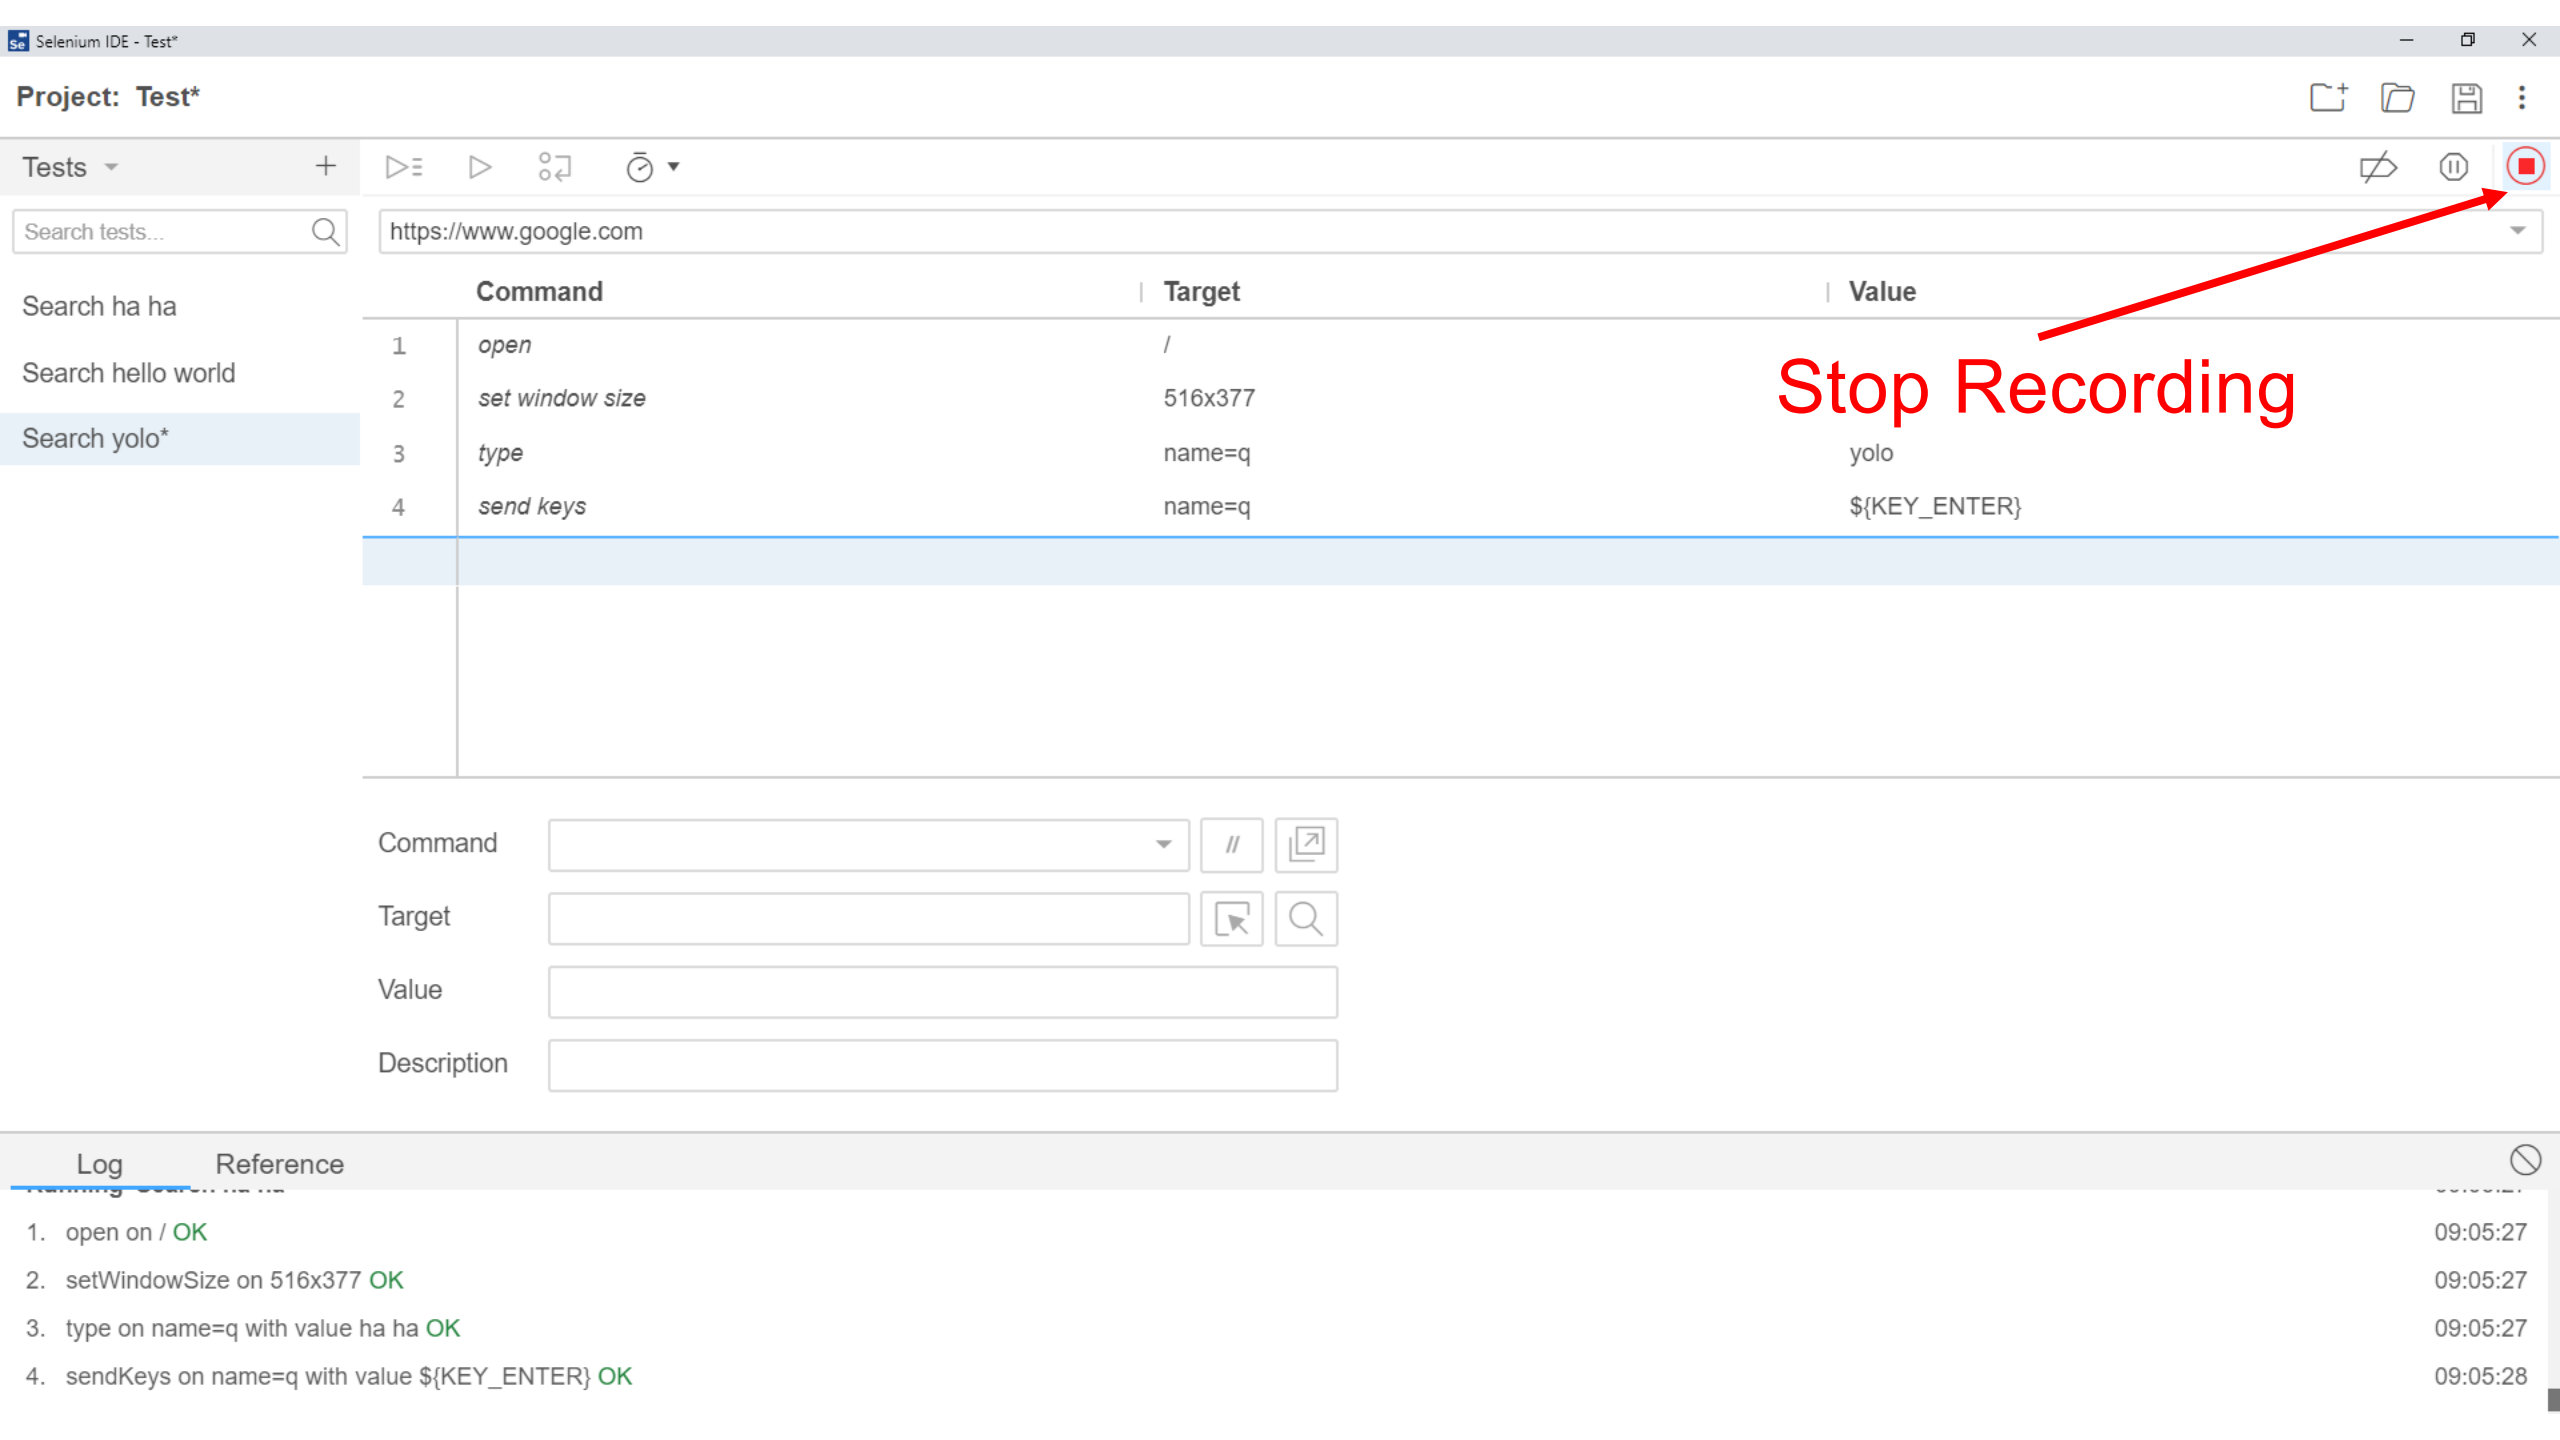 Selenium IDE - Test*
Project: Test*
Tests
Search tests...
https://www.google.com
Command Target Value
Search ha ha
Search hello world
Search yolo*
1 open /
2 set window size 516x377
3 type name=q yolo
4 send keys name=q ${KEY_ENTER}
Stop Recording
Command //
Target
Value
Description
Log Reference
1. open on / OK 09:05:27
2. setWindowSize on 516x377 OK 09:05:27
3. type on name=q with value ha ha OK 09:05:27
4. sendKeys on name=q with value ${KEY_ENTER} OK 09:05:28